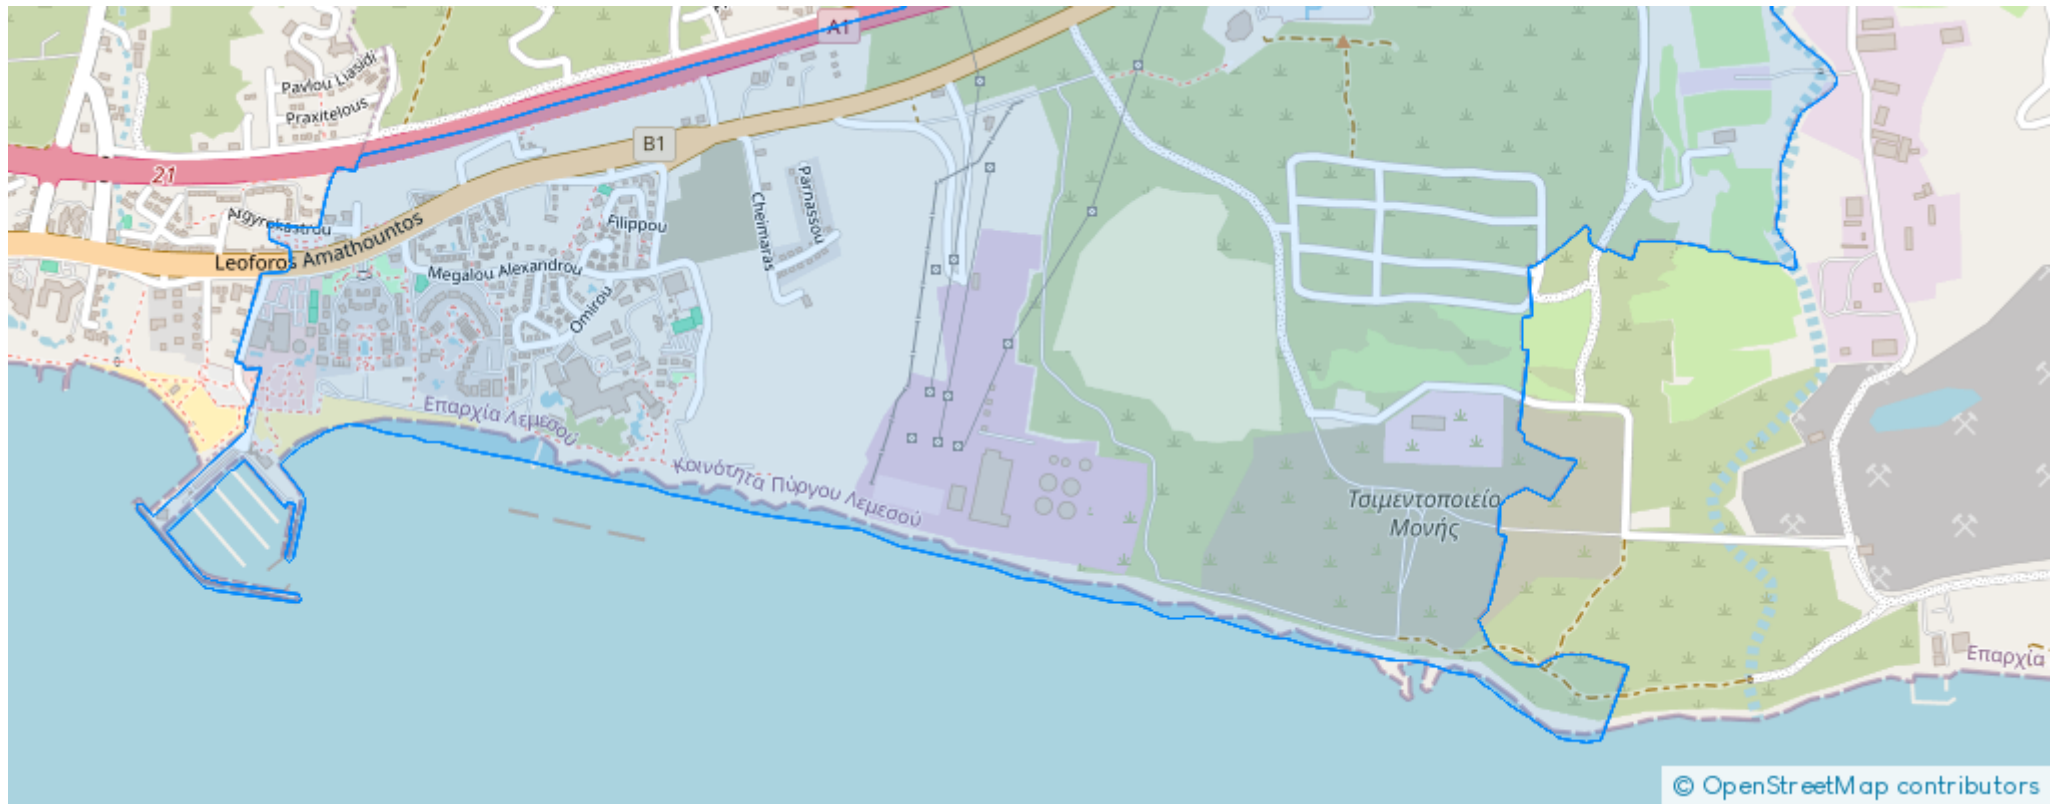 A1
Pavlou Liasidi
Praxitelous
B1
21
Parnassou
Cheimaras
Argyrokastrou
Filippou
Leoforos Amathountos
Megalou Alexandrou
Omirou
Επαρχία Λεμεσού
Κοινότητα Πύργου Λεμεσού
Τσιμεντοποιείο
Μονής
Επαρχία
© OpenStreetMap contributors